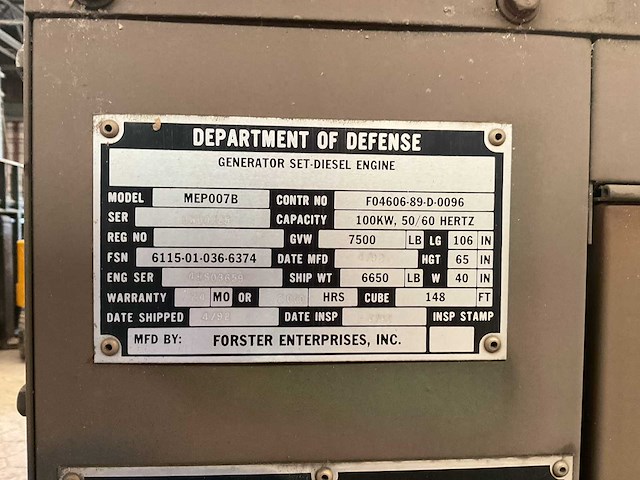 DEPARTMENT OF DEFENSE
GENERATOR SET-DIESEL ENGINE
MODEL MEP007B CONTR NO F04606-89-D-0096
SER CAPACITY 100KW, 50/60 HERTZ
REG NO GVW 7500 LB LG 106 IN
FSN 6115-01-036-6374 DATE MFD HGT 65 IN
ENG SER SHIP WT 6650 LB W 40 IN
WARRANTY MO OR HRS CUBE 148 FT
DATE SHIPPED DATE INSP INSP STAMP
MFD BY: FORSTER ENTERPRISES, INC.